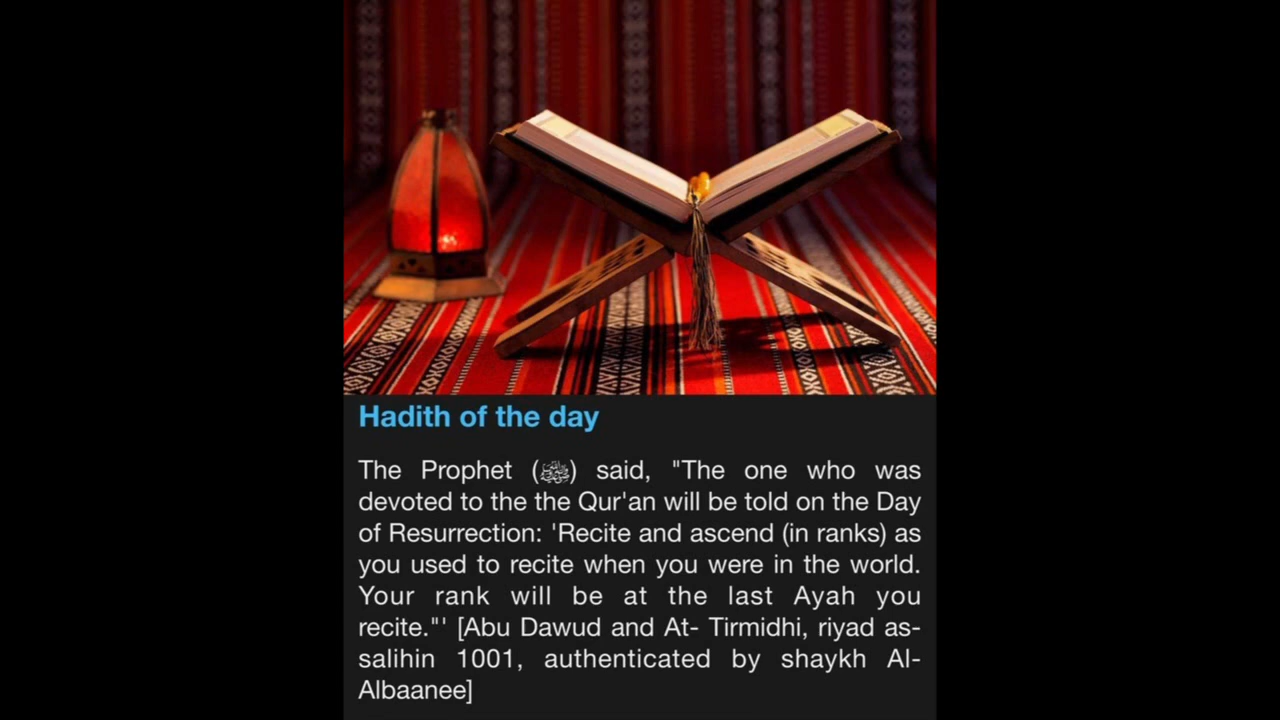 Hadith of the day
The Prophet (ﷺ) said, "The one who was
devoted to the the Qur'an will be told on the Day
of Resurrection: 'Recite and ascend (in ranks) as
you used to recite when you were in the world.
Your rank will be at the last Ayah you
recite."' [Abu Dawud and At- Tirmidhi, riyad as-
salihin 1001, authenticated by shaykh Al-
Albaanee]